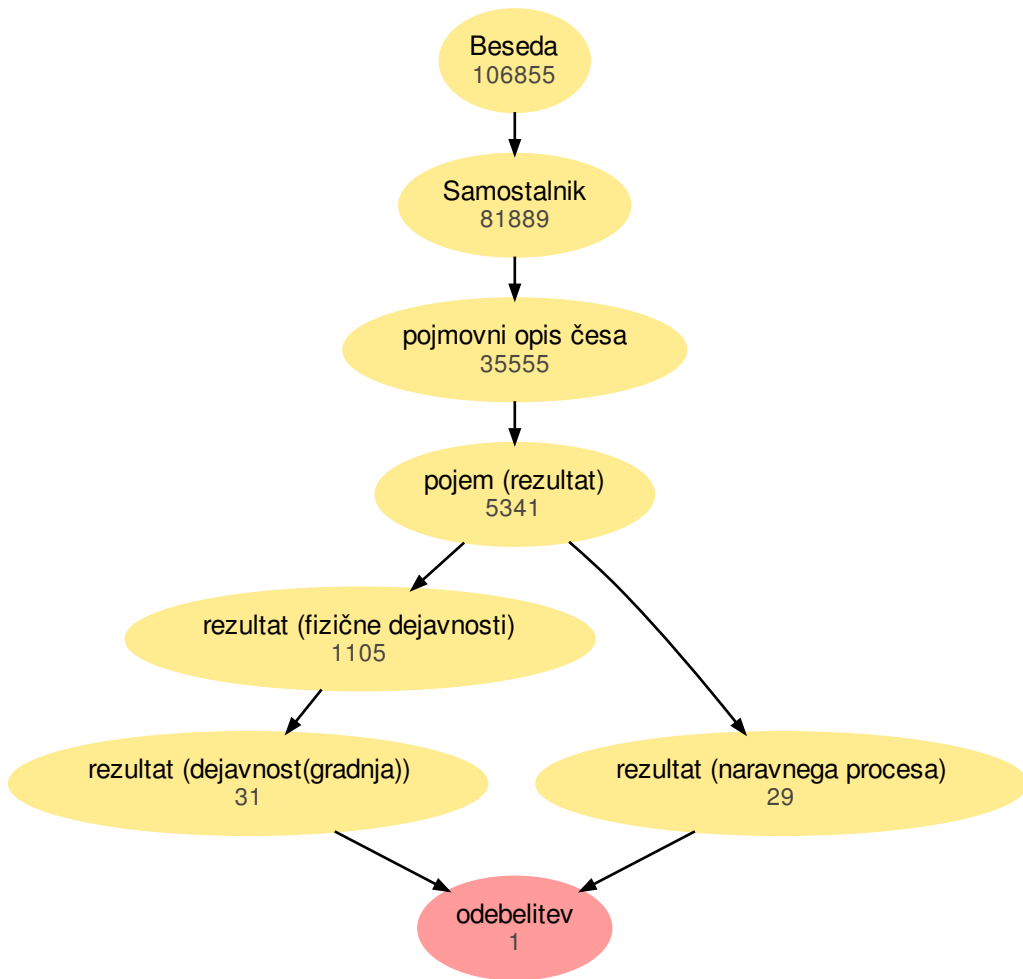 Beseda
106855
Samostalnik
81889
pojmovni opis česa
35555
pojem (rezultat)
5341
rezultat (fizične dejavnosti)
1105
rezultat (dejavnost(gradnja))
31
rezultat (naravnega procesa)
29
odebelitev
1